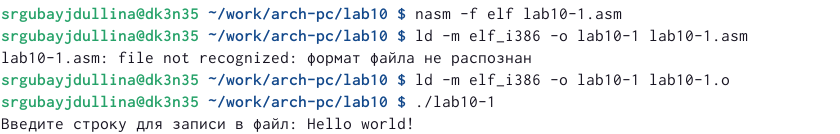 srgubayjdullina@dk3n35 ~/work/arch-pc/lab10 $ nasm -f elf lab10-1.asm
srgubayjdullina@dk3n35 ~/work/arch-pc/lab10 $ ld -m elf_i386 -o lab10-1 lab10-1.asm
lab10-1.asm: file not recognized: формат файла не распознан
srgubayjdullina@dk3n35 ~/work/arch-pc/lab10 $ ld -m elf_i386 -o lab10-1 lab10-1.o
srgubayjdullina@dk3n35 ~/work/arch-pc/lab10 $ ./lab10-1
Введите строку для записи в файл: Hello world!